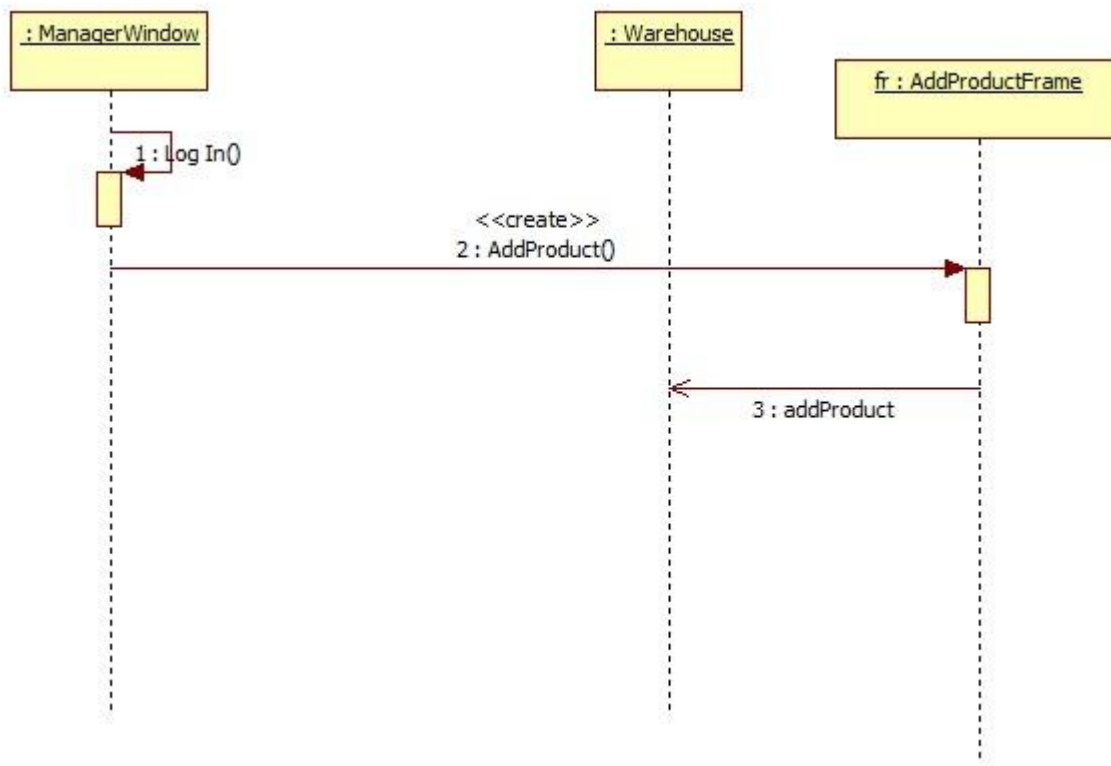 : ManagerWindow
: Warehouse
fr : AddProductFrame
1 : Log In()
<<create>>
2 : AddProduct()
3 : addProduct